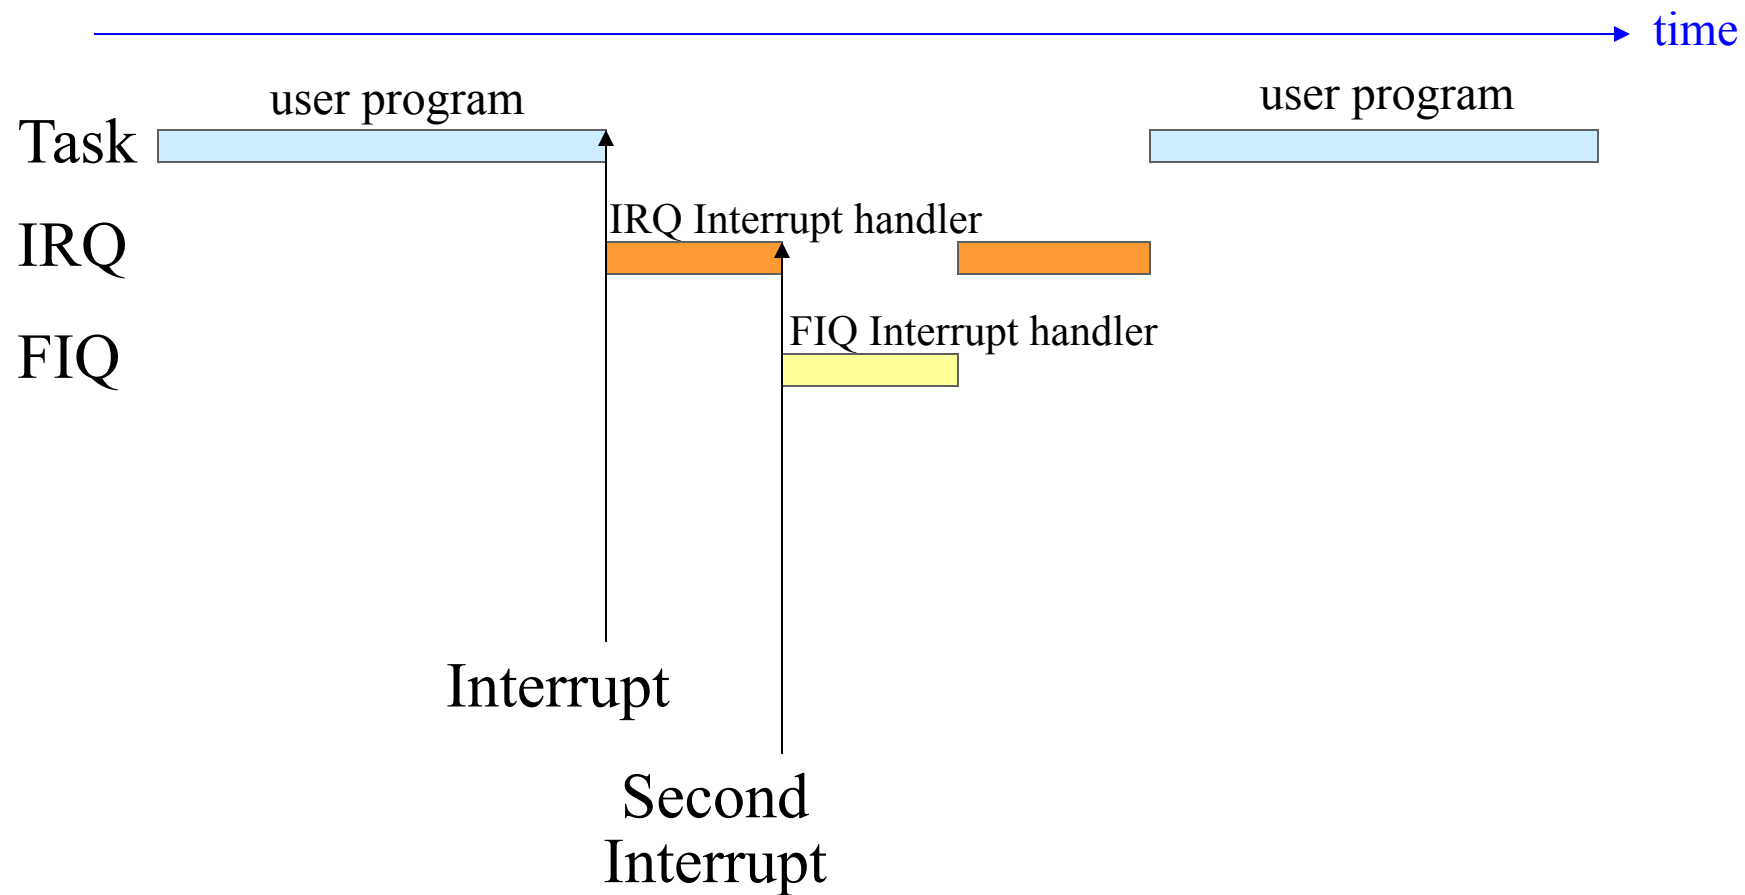 time
user program
user program
Task
IRQ Interrupt handler
IRQ
FIQ Interrupt handler
FIQ
Interrupt
Second
Interrupt